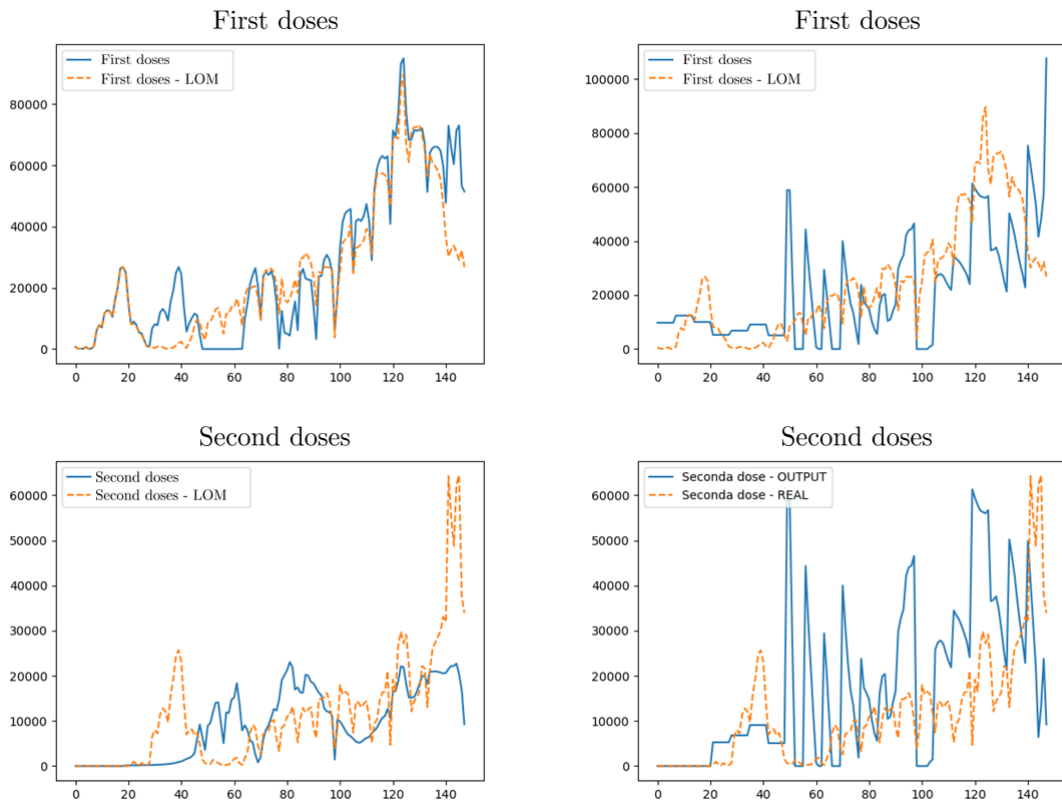 First doses
First doses
First doses
First doses - LOM
80000
60000
40000
20000
0
0 20 40 60 80 100 120 140
First doses
First doses - LOM
100000
80000
60000
40000
20000
0
0 20 40 60 80 100 120 140
Second doses
Second doses
Second doses
Second doses - LOM
60000
50000
40000
30000
20000
10000
0
0 20 40 60 80 100 120 140
Seconda dose - OUTPUT
Seconda dose - REAL
60000
50000
40000
30000
20000
10000
0
0 20 40 60 80 100 120 140